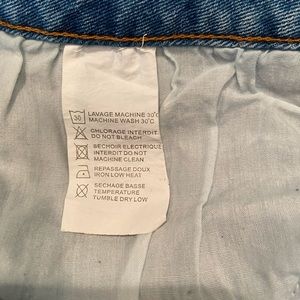 30
LAVAGE MACHINE 30°C
MACHINE WASH 30°C
CHLORAGE INTERDIT
DO NOT BLEACH
SECHOIR ELECTRIQUE
INTERDIT DO NOT
MACHINE CLEAN
REPASSAGE DOUX
IRON LOW HEAT
SECHAGE BASSE
TEMPERATURE
TUMBLE DRY LOW